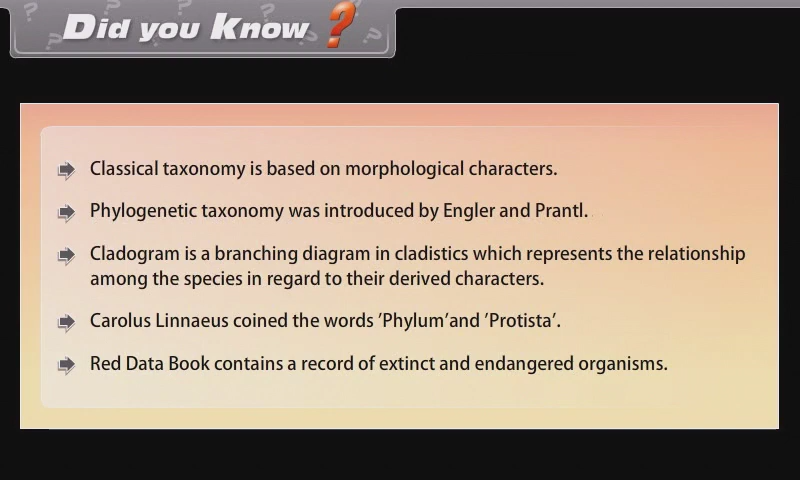 Did you Know ?
Classical taxonomy is based on morphological characters.
Phylogenetic taxonomy was introduced by Engler and Prantl.
Cladogram is a branching diagram in cladistics which represents the relationship
among the species in regard to their derived characters.
Carolus Linnaeus coined the words ’Phylum’and ’Protista’.
Red Data Book contains a record of extinct and endangered organisms.